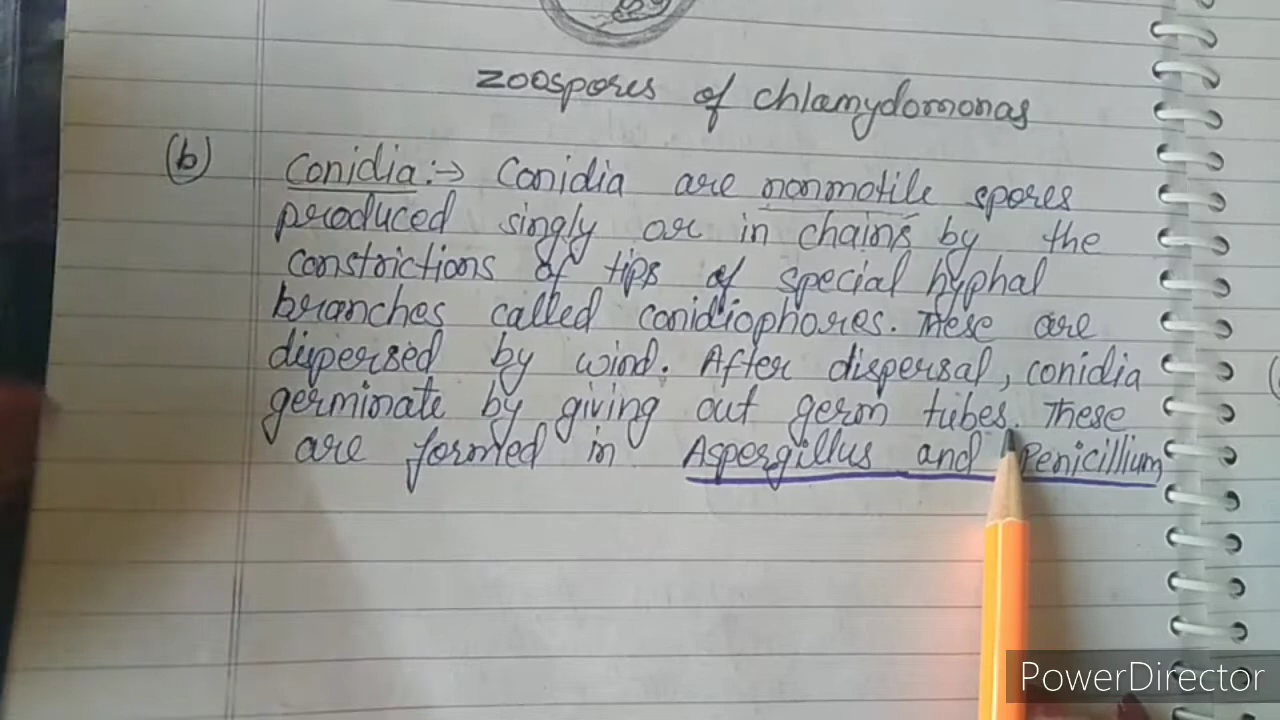 zoospores of chlamydomonas
(b) Conidia:→ Conidia are nonmotile spores
produced singly or in chains by the
constrictions of tips of special hyphal
branches called conidiophores. These are
dispersed by wind. After dispersal, conidia
germinate by giving out germ tubes. These
are formed in Aspergillus and Penicillium
PowerDirector